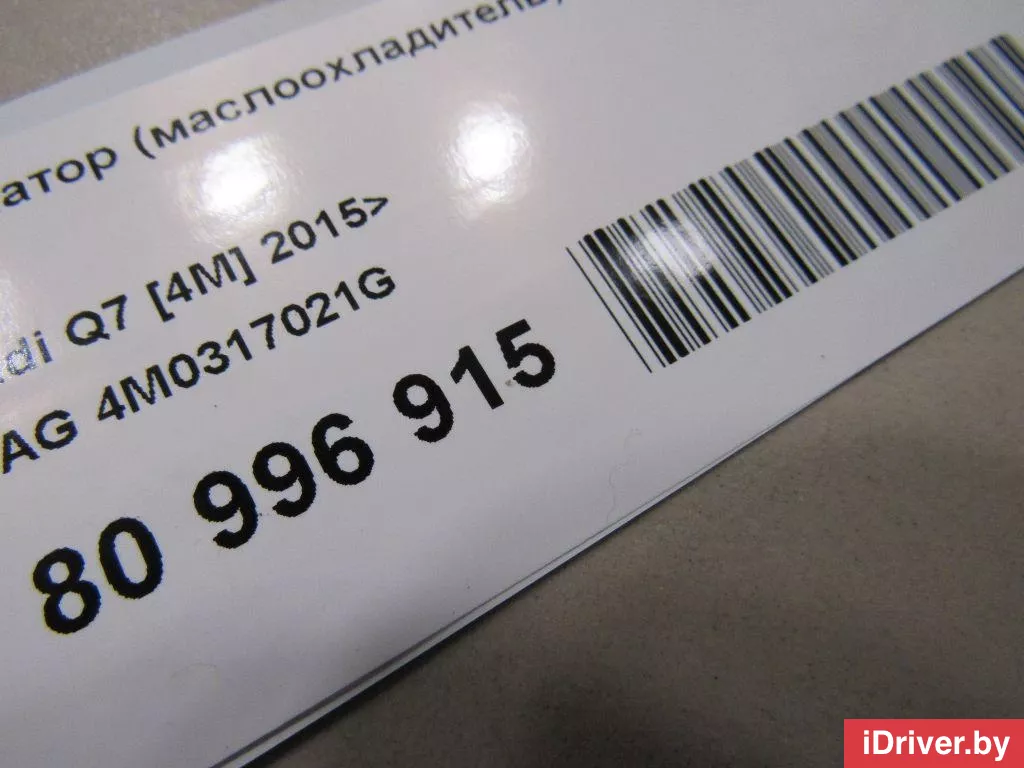 атор (маслоохладитель)
di Q7 [4M] 2015>
AG 4M0317021G
80 996 915
iDriver.by